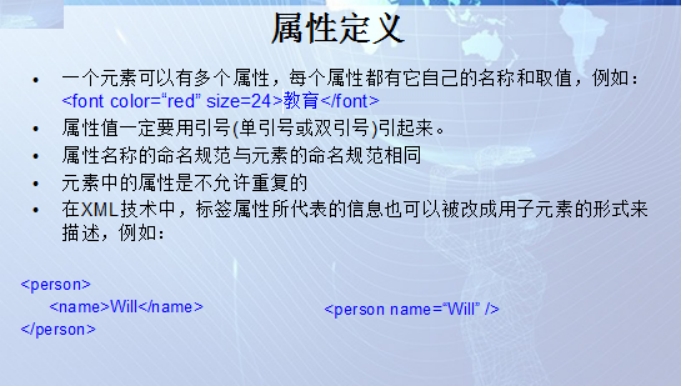 属性定义
• 一个元素可以有多个属性，每个属性都有它自己的名称和取值，例如：
<font color=“red” size=24>教育</font>
• 属性值一定要用引号(单引号或双引号)引起来。
• 属性名称的命名规范与元素的命名规范相同
• 元素中的属性是不允许重复的
• 在XML技术中，标签属性所代表的信息也可以被改成用子元素的形式来
描述，例如：
<person>
<name>Will</name>
</person>
<person name=“Will” />